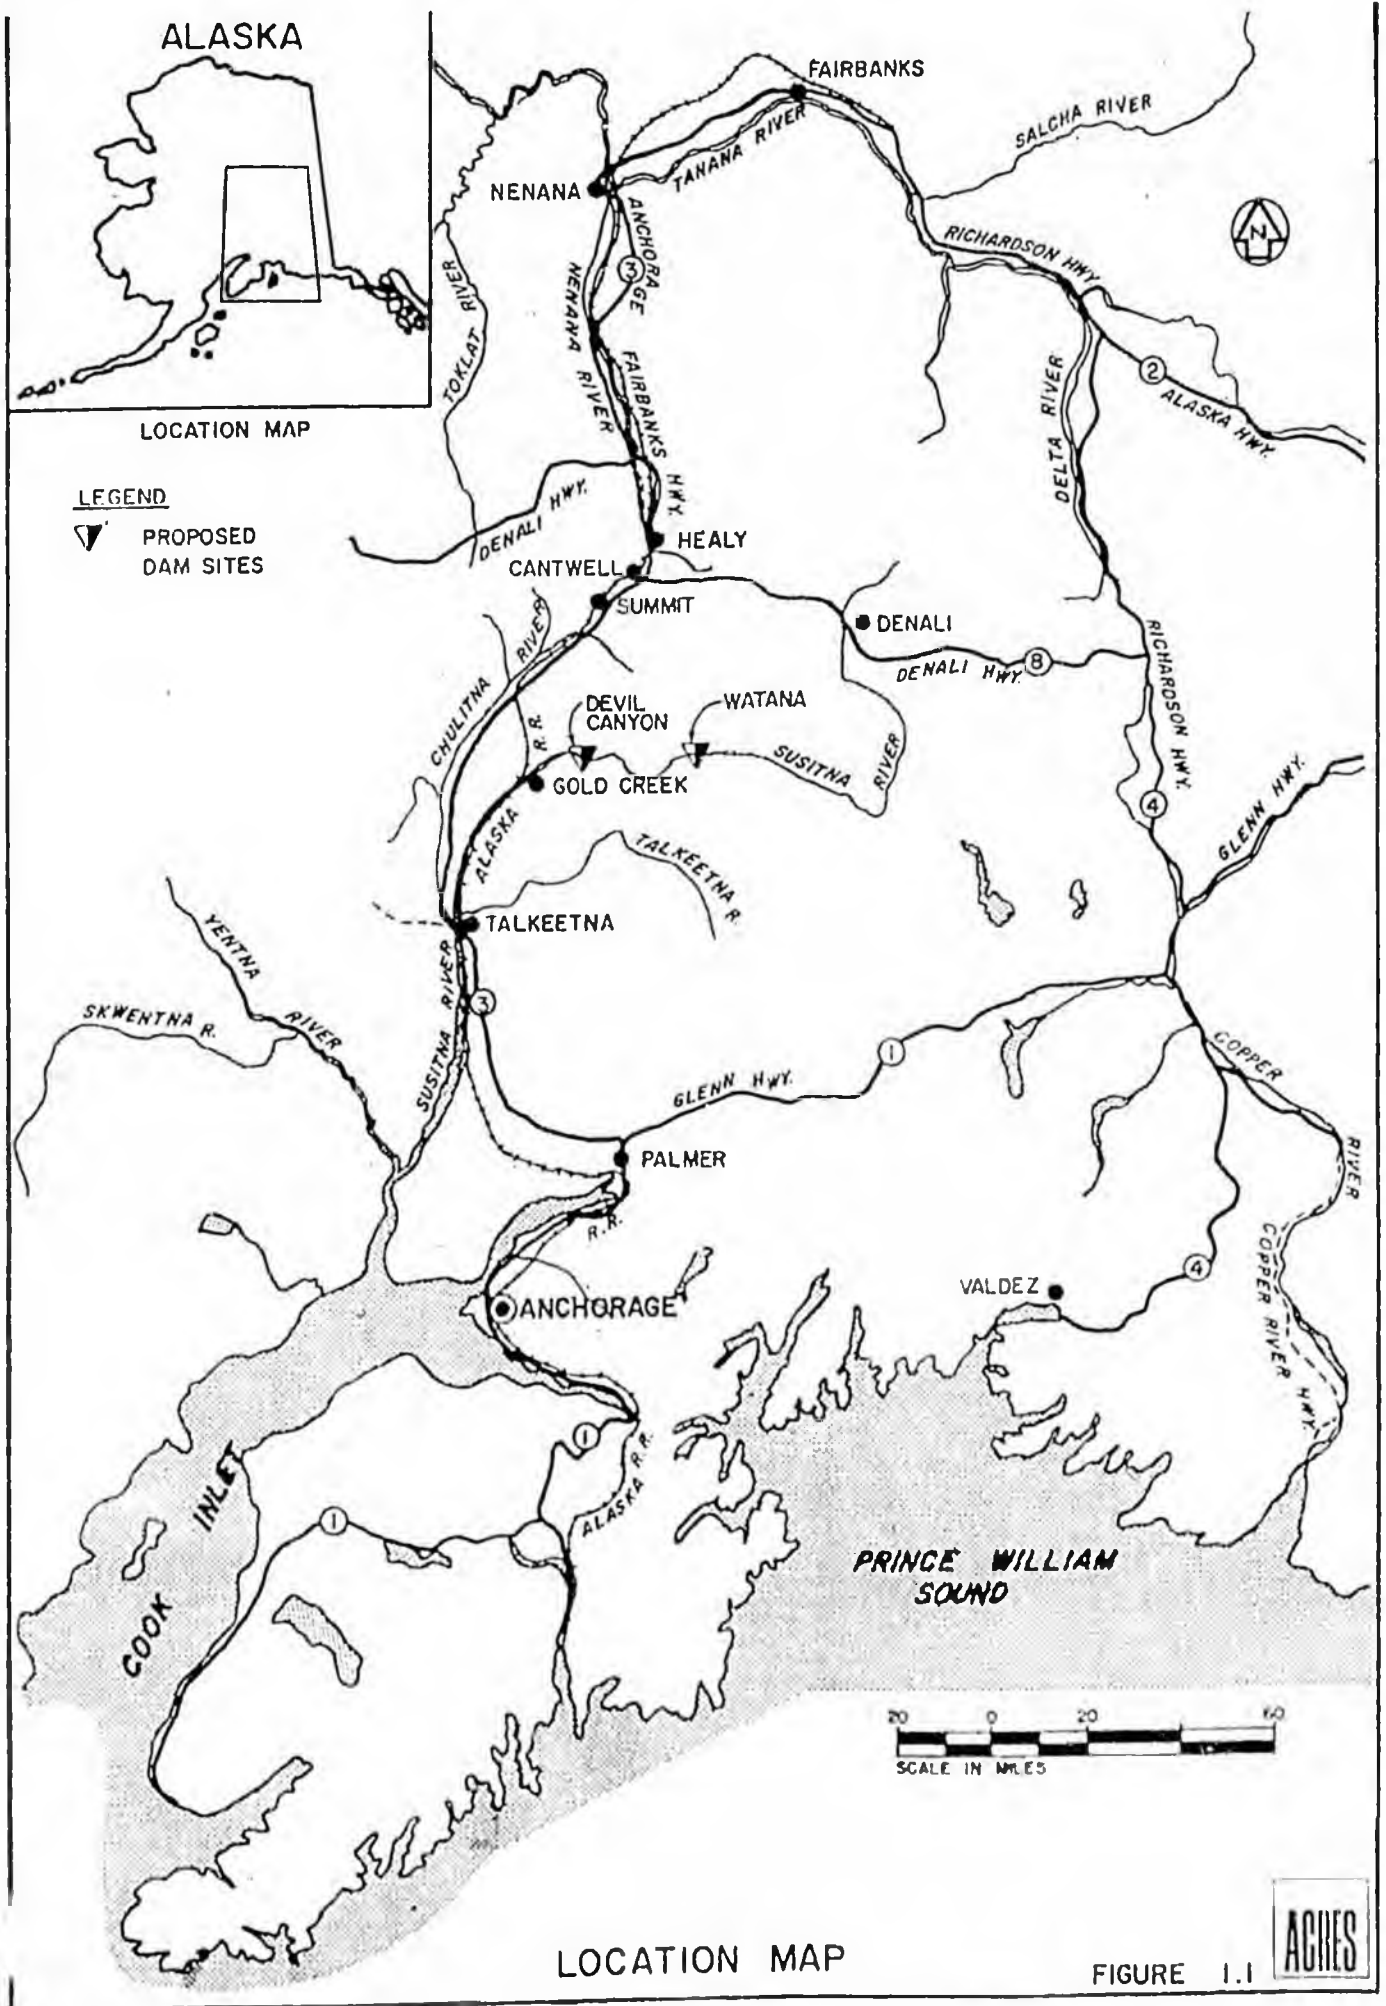 ALASKA
LOCATION MAP
LEGEND
PROPOSED
DAM SITES
FAIRBANKS
SALCHA RIVER
TANANA RIVER
NENANA
N
RICHARDSON HWY.
ANCHORAGE
3
FAIRBANKS
HWY.
NENANA RIVER
TOKLAT RIVER
2
ALASKA HWY.
DELTA RIVER
DENALI HWY.
HEALY
CANTWELL
SUMMIT
DENALI
DENALI HWY.
8
RICHARDSON HWY.
CHULITNA RIVER
DEVIL
CANYON
WATANA
R.R.
SUSITNA RIVER
GOLD CREEK
4
GLENN HWY.
ALASKA
TALKEETNA R.
TALKEETNA
YENTNA RIVER
SKWENTNA R.
SUSITNA RIVER
3
1
GLENN HWY.
COPPER RIVER
PALMER
R.R.
COPPER RIVER HWY.
4
VALDEZ
ANCHORAGE
1
ALASKA R.R.
COOK INLET
1
PRINCE WILLIAM
SOUND
20 0 20 60
SCALE IN MILES
LOCATION MAP
FIGURE 1.1
ACRES